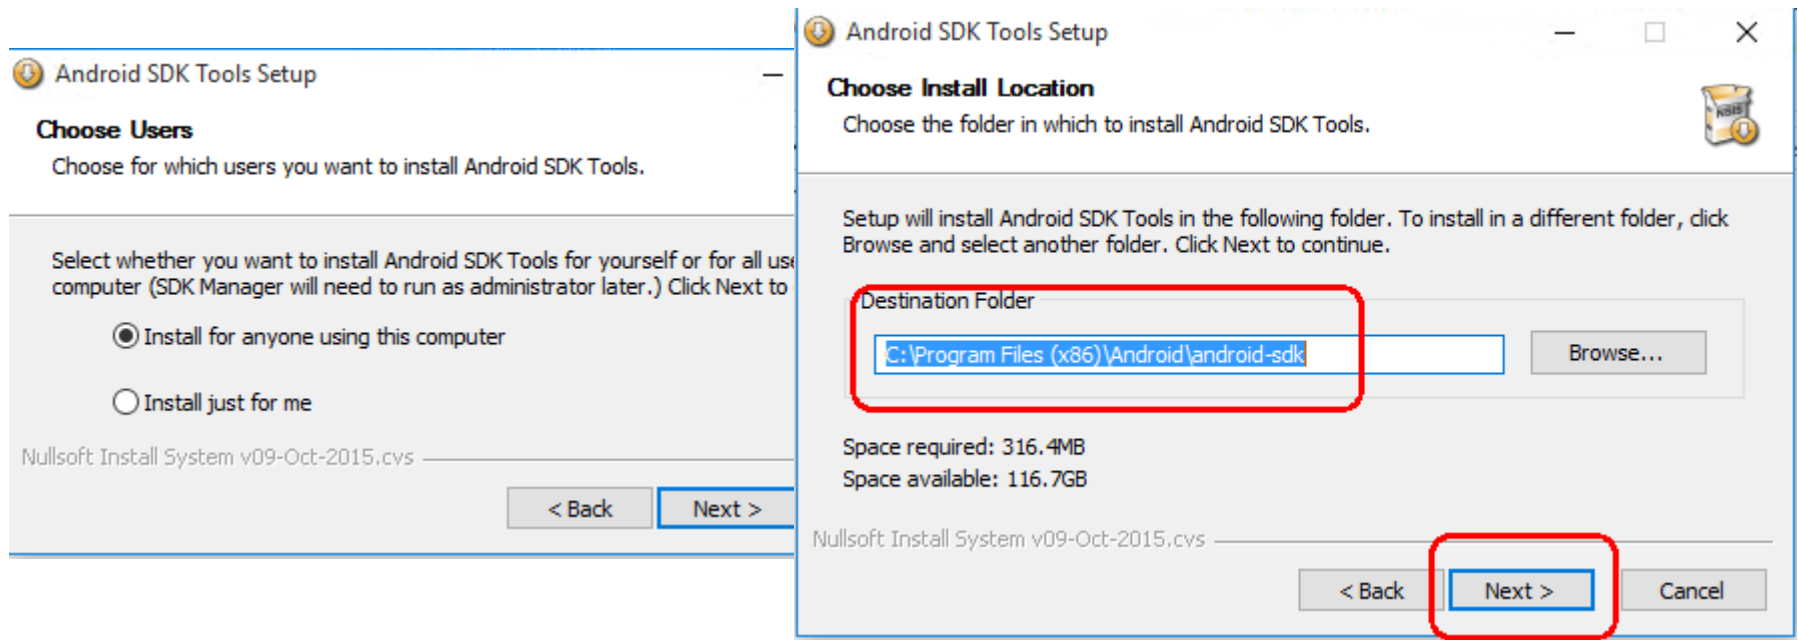 Android SDK Tools Setup
Choose Users
Choose for which users you want to install Android SDK Tools.
Select whether you want to install Android SDK Tools for yourself or for all use
computer (SDK Manager will need to run as administrator later.) Click Next to
Install for anyone using this computer
Install just for me
Nullsoft Install System v09-Oct-2015.cvs
< Back
Next >
Android SDK Tools Setup
Choose Install Location
Choose the folder in which to install Android SDK Tools.
NSIS
Setup will install Android SDK Tools in the following folder. To install in a different folder, click
Browse and select another folder. Click Next to continue.
Destination Folder
C:\Program Files (x86)\Android\android-sdk
Browse...
Space required: 316.4MB
Space available: 116.7GB
Nullsoft Install System v09-Oct-2015.cvs
< Back
Next >
Cancel